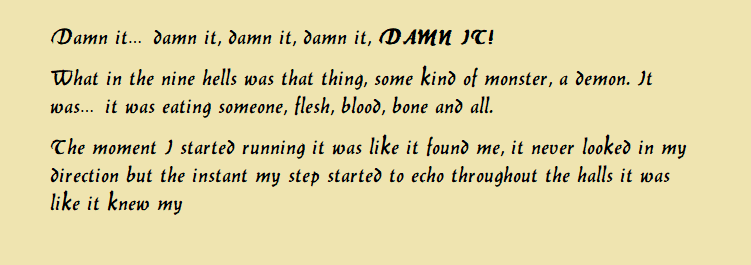 Damn it... damn it, damn it, damn it, DAMN IT!
What in the nine hells was that thing, some kind of monster, a demon. It
was... it was eating someone, flesh, blood, bone and all.
The moment I started running it was like it found me, it never looked in my
direction but the instant my step started to echo throughout the halls it was
like it knew my